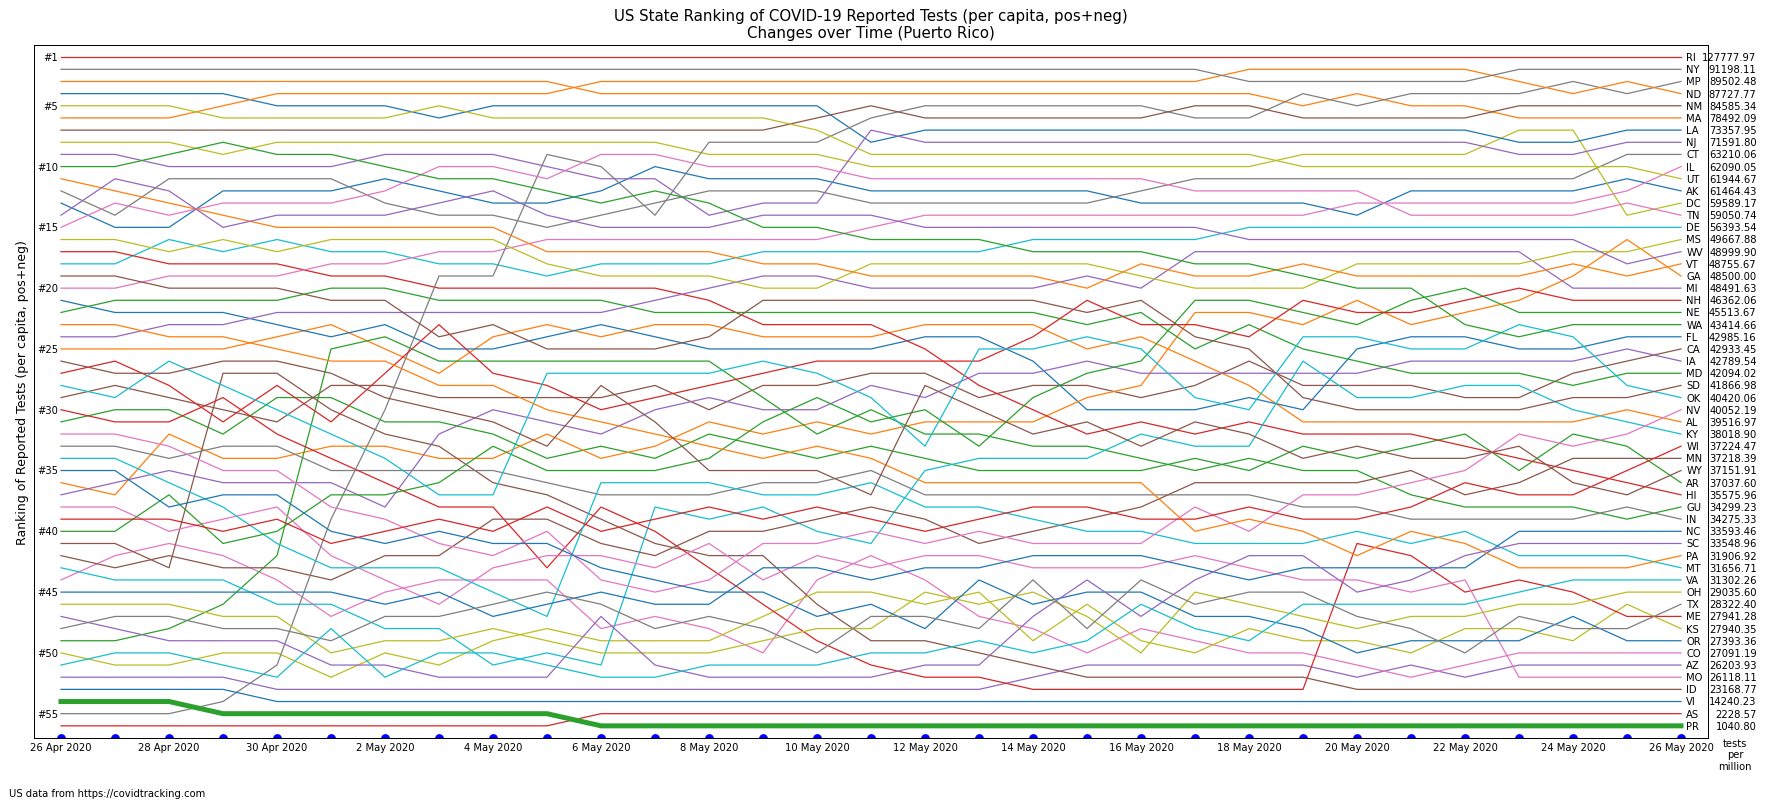 US State Ranking of COVID-19 Reported Tests (per capita, pos+neg)
Changes over Time (Puerto Rico)
Ranking of Reported Tests (per capita, pos+neg)
#1
#5
#10
#15
#20
#25
#30
#35
#40
#45
#50
#55
RI 127777.97
NY 91198.11
MP 89502.48
ND 87727.77
NM 84585.34
MA 78492.09
LA 73357.95
NJ 71591.80
CT 63210.06
IL 62090.05
UT 61944.67
AK 61464.43
DC 59589.17
TN 59050.74
DE 56393.54
MS 49667.88
WV 48999.90
VT 48755.67
GA 48500.00
MI 48491.63
NH 46362.06
NE 45513.67
WA 43414.66
FL 42985.16
CA 42933.45
IA 42789.54
MD 42094.02
SD 41866.98
OK 40420.06
NV 40052.19
AL 39516.97
KY 38018.90
WI 37224.47
MN 37218.39
WY 37151.91
AR 37037.60
HI 35575.96
GU 34299.23
IN 34275.33
NC 33593.46
SC 33548.96
PA 31906.92
MT 31656.71
VA 31302.26
OH 29035.60
TX 28322.40
ME 27941.28
KS 27940.35
OR 27393.36
CO 27091.19
AZ 26203.93
MO 26118.11
ID 23168.77
VI 14240.23
AS 2228.57
PR 1040.80
26 Apr 2020 28 Apr 2020 30 Apr 2020 2 May 2020 4 May 2020 6 May 2020 8 May 2020 10 May 2020 12 May 2020 14 May 2020 16 May 2020 18 May 2020 20 May 2020 22 May 2020 24 May 2020 26 May 2020
tests
per
million
US data from https://covidtracking.com